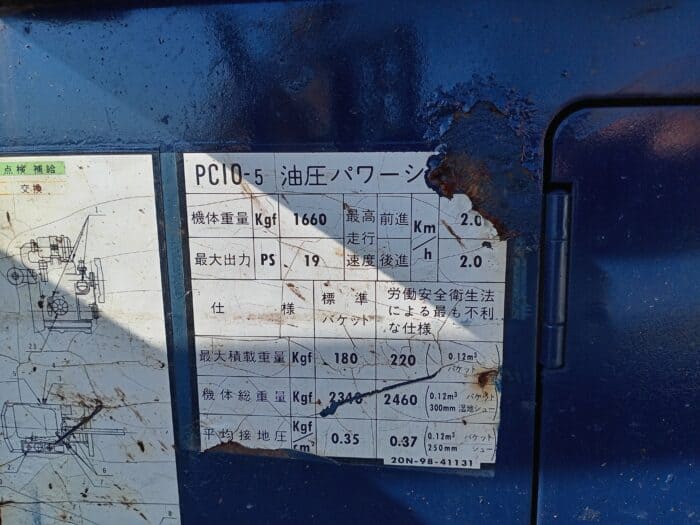 点検 補給
交換
PC10-5 油圧パワーシ
機体重量 Kgf 1660 最高 前進 Km 2.0
走行 /
最大出力 PS 19 速度 後進 h 2.0
仕 様 標準 バケット 労働安全衛生法 による最も不利 な仕様
最大積載重量 Kgf 180 220 (0.12m³ バケット
機体総重量 Kgf 2340 2460 (0.12m³ バケット 300mm 湿地シュー
平均接地圧 Kgf/cm² 0.35 0.37 (0.12m³ バケット 250mm シュー
20N-98-41131